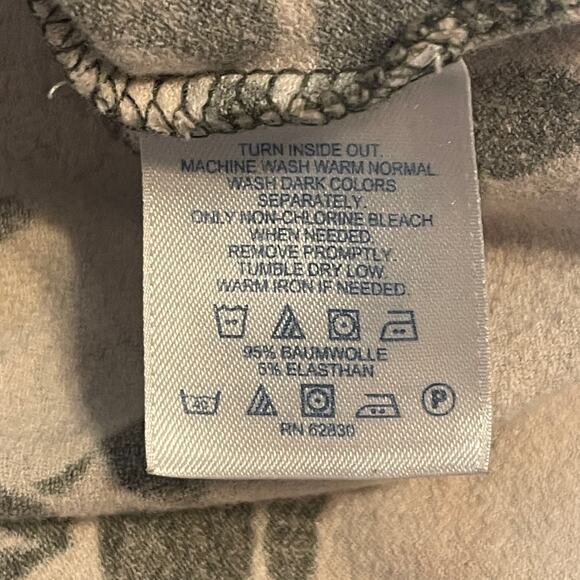 TURN INSIDE OUT.
MACHINE WASH WARM NORMAL.
WASH DARK COLORS
SEPARATELY.
ONLY NON-CHLORINE BLEACH
WHEN NEEDED.
REMOVE PROMPTLY.
TUMBLE DRY LOW.
WARM IRON IF NEEDED.
95% BAUMWOLLE
5% ELASTHAN
40 P
RN 62830